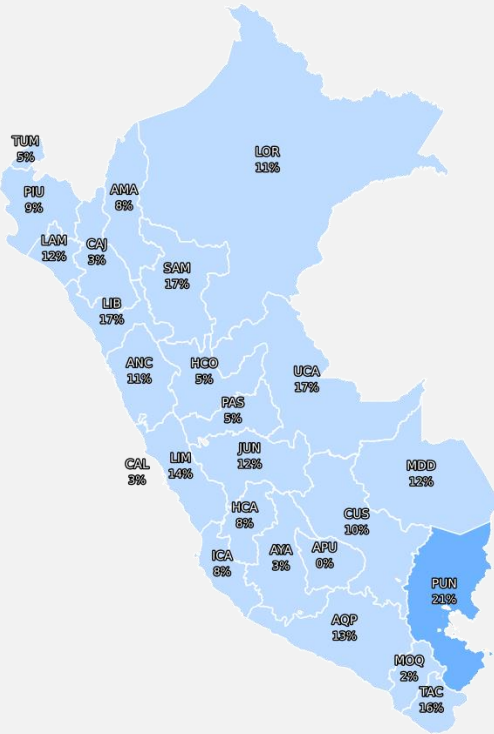 LOR
11%
TUM
5%
PIU
9%
AMA
8%
LAM
12%
CAJ
3%
SAM
17%
LIB
17%
ANC
11%
HCO
5%
UCA
17%
PAS
5%
JUN
12%
CAL
3%
LIM
14%
MDD
12%
HCA
8%
CUS
10%
ICA
8%
AYA
3%
APU
0%
PUN
21%
AQP
13%
MOQ
2%
TAC
16%